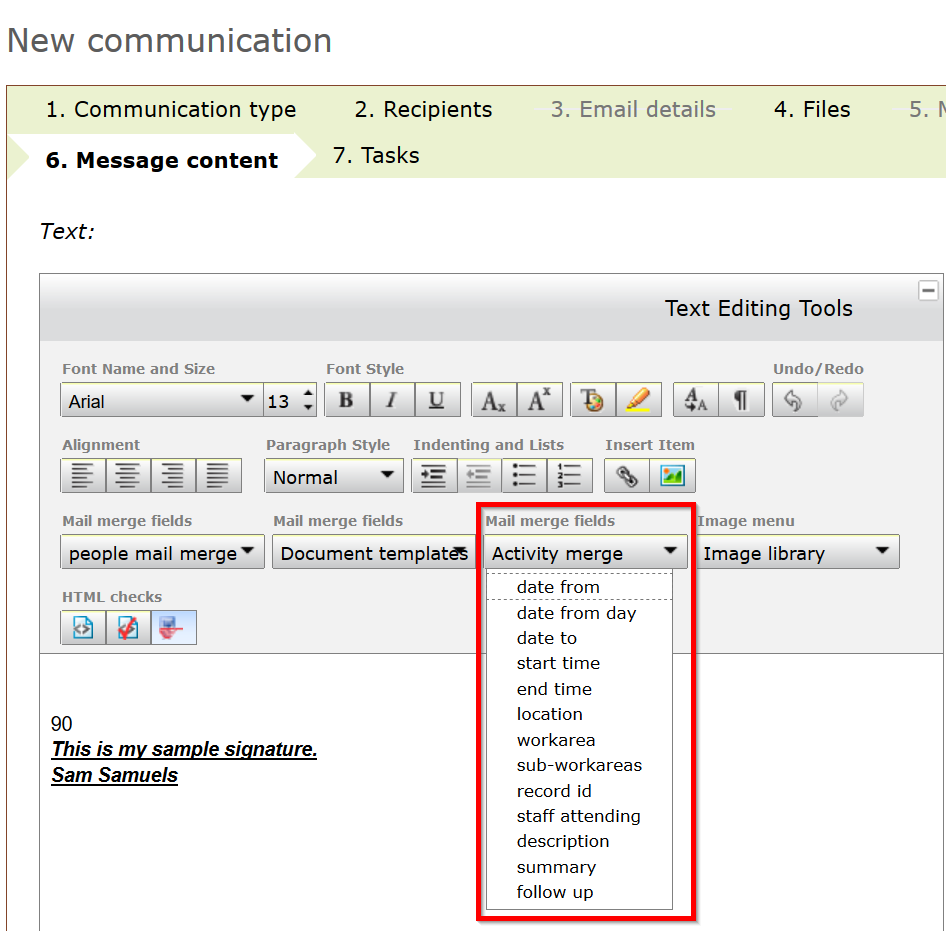 New communication
1. Communication type 2. Recipients 3. Email details 4. Files 5.
6. Message content 7. Tasks
Text:
Text Editing Tools
Font Name and Size Font Style Undo/Redo
Arial 13 B I U
Alignment Paragraph Style Indenting and Lists Insert Item
Normal
Mail merge fields Mail merge fields Mail merge fields Image menu
people mail merge Document templates Activity merge Image library
HTML checks
date from
date from day
date to
start time
end time
location
workarea
sub-workareas
record id
staff attending
description
summary
follow up
90
This is my sample signature.
Sam Samuels